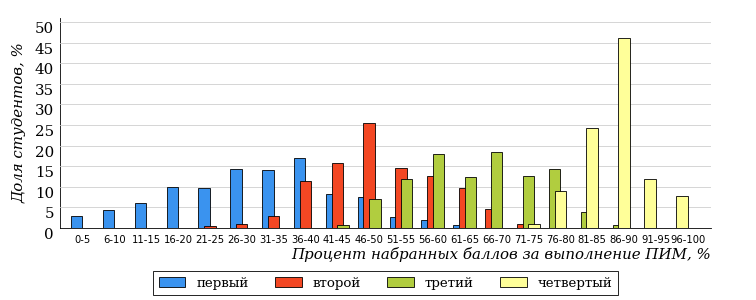 50
45
40
35
30
25
20
15
10
5
0
Доля студентов, %
0-5 6-10 11-15 16-20 21-25 26-30 31-35 36-40 41-45 46-50 51-55 56-60 61-65 66-70 71-75 76-80 81-85 86-90 91-95 96-100
Процент набранных баллов за выполнение ПИМ, %
первый второй третий четвертый